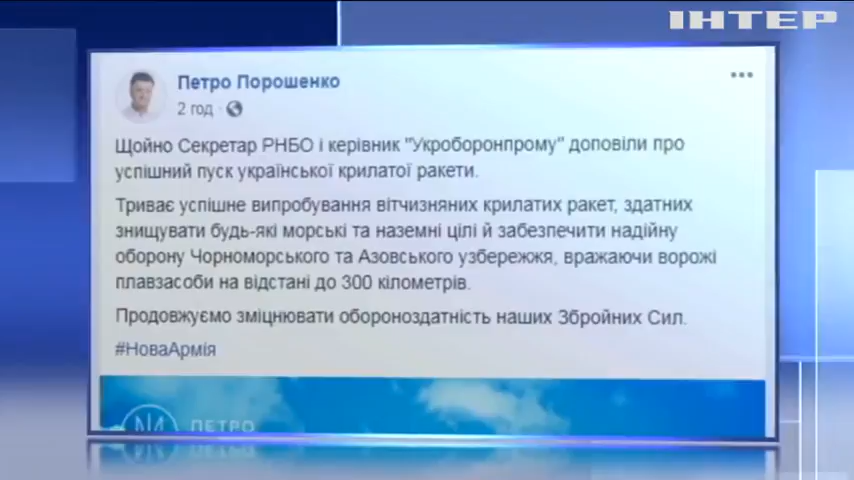 ІНТЕР
Петро Порошенко
2 год ·
Щойно Секретар РНБО і керівник "Укроборонпрому" доповіли про
успішний пуск української крилатої ракети.
Триває успішне випробування вітчизняних крилатих ракет, здатних
знищувати будь-які морські та наземні цілі й забезпечити надійну
оборону Чорноморського та Азовського узбережжя, вражаючи ворожі
плавзасоби на відстані до 300 кілометрів.
Продовжуємо зміцнювати обороноздатність наших Збройних Сил.
#НоваАрмія
ПЕТРО